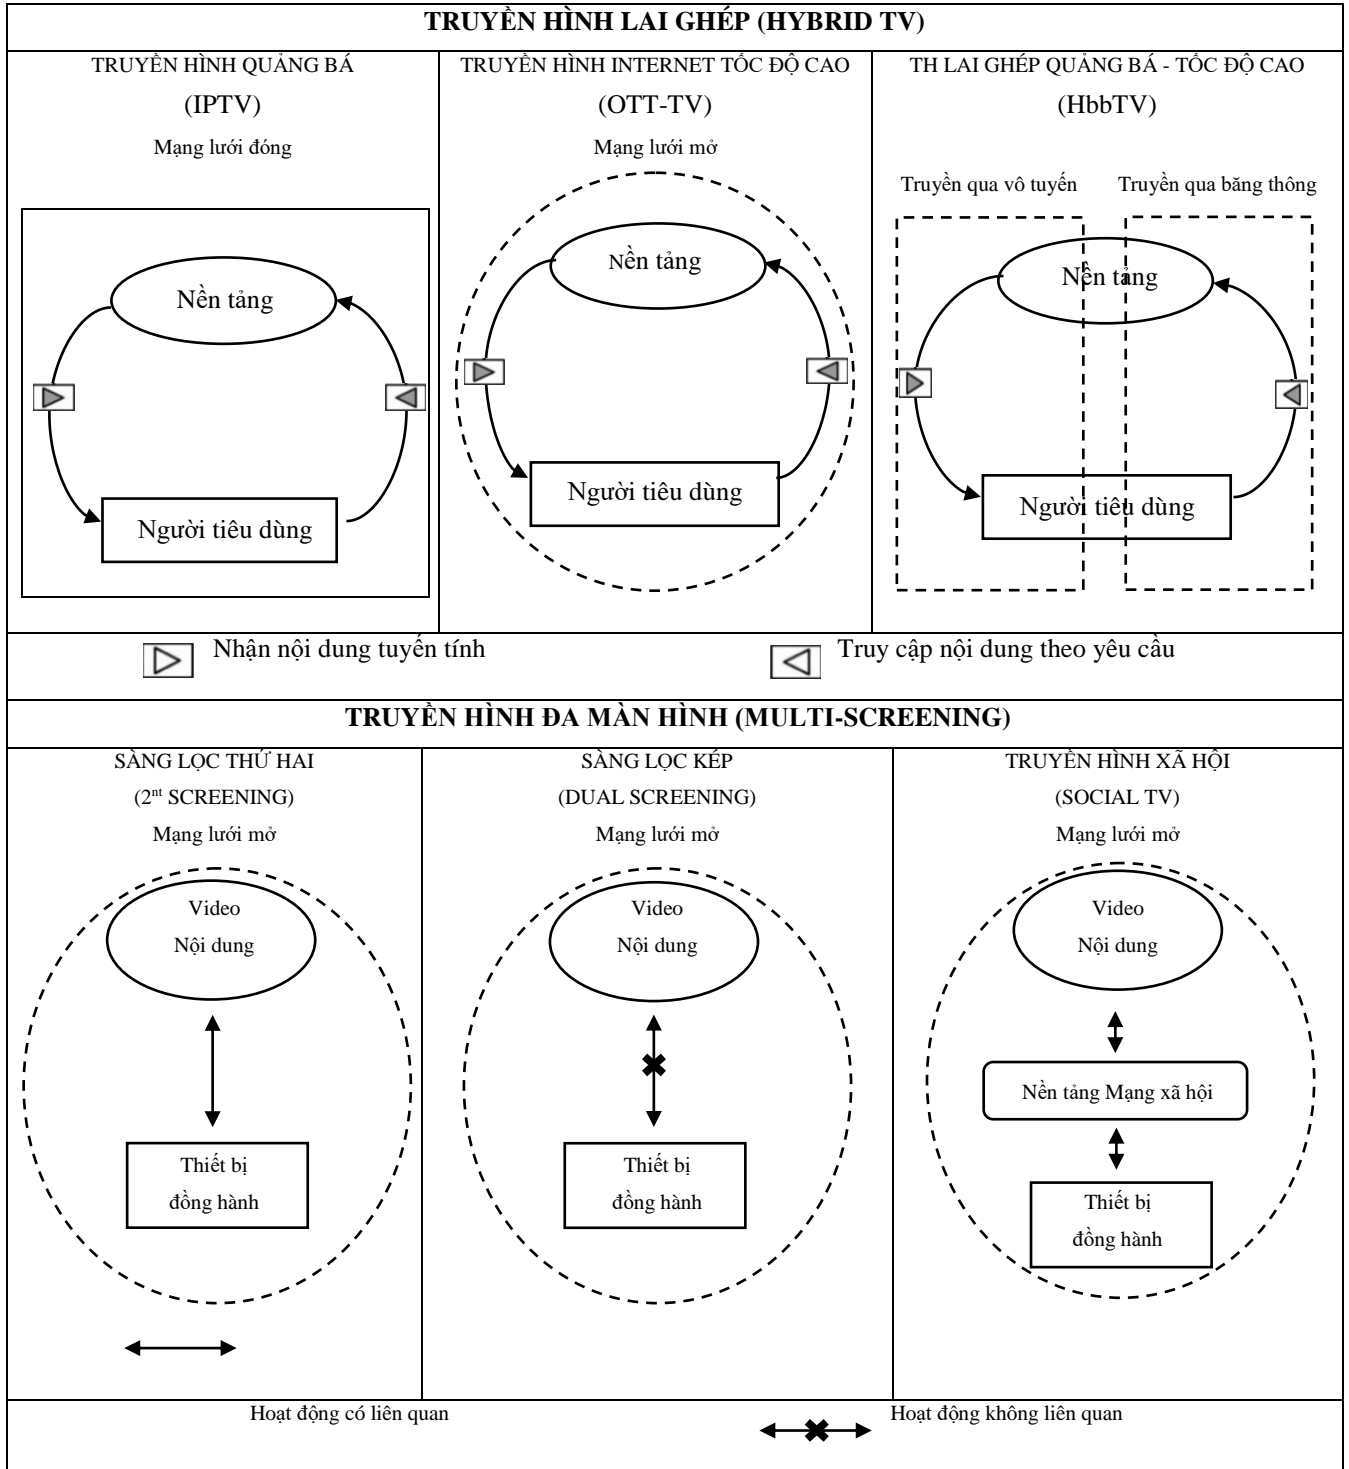 TRUYỀN HÌNH LAI GHÉP (HYBRID TV)
TRUYỀN HÌNH QUẢNG BÁ
(IPTV)
Mạng lưới đóng
Nền tảng
Người tiêu dùng
TRUYỀN HÌNH INTERNET TỐC ĐỘ CAO
(OTT-TV)
Mạng lưới mở
Nền tảng
Người tiêu dùng
TH LAI GHÉP QUẢNG BÁ - TỐC ĐỘ CAO
(HbbTV)
Truyền qua vô tuyến
Truyền qua băng thông
Nền tảng
Người tiêu dùng
Nhận nội dung tuyến tính
Truy cập nội dung theo yêu cầu
TRUYỀN HÌNH ĐA MÀN HÌNH (MULTI-SCREENING)
SÀNG LỌC THỨ HAI
(2nt SCREENING)
Mạng lưới mở
Video
Nội dung
Thiết bị
đồng hành
SÀNG LỌC KÉP
(DUAL SCREENING)
Mạng lưới mở
Video
Nội dung
Thiết bị
đồng hành
TRUYỀN HÌNH XÃ HỘI
(SOCIAL TV)
Mạng lưới mở
Video
Nội dung
Nền tảng Mạng xã hội
Thiết bị
đồng hành
Hoạt động có liên quan
Hoạt động không liên quan